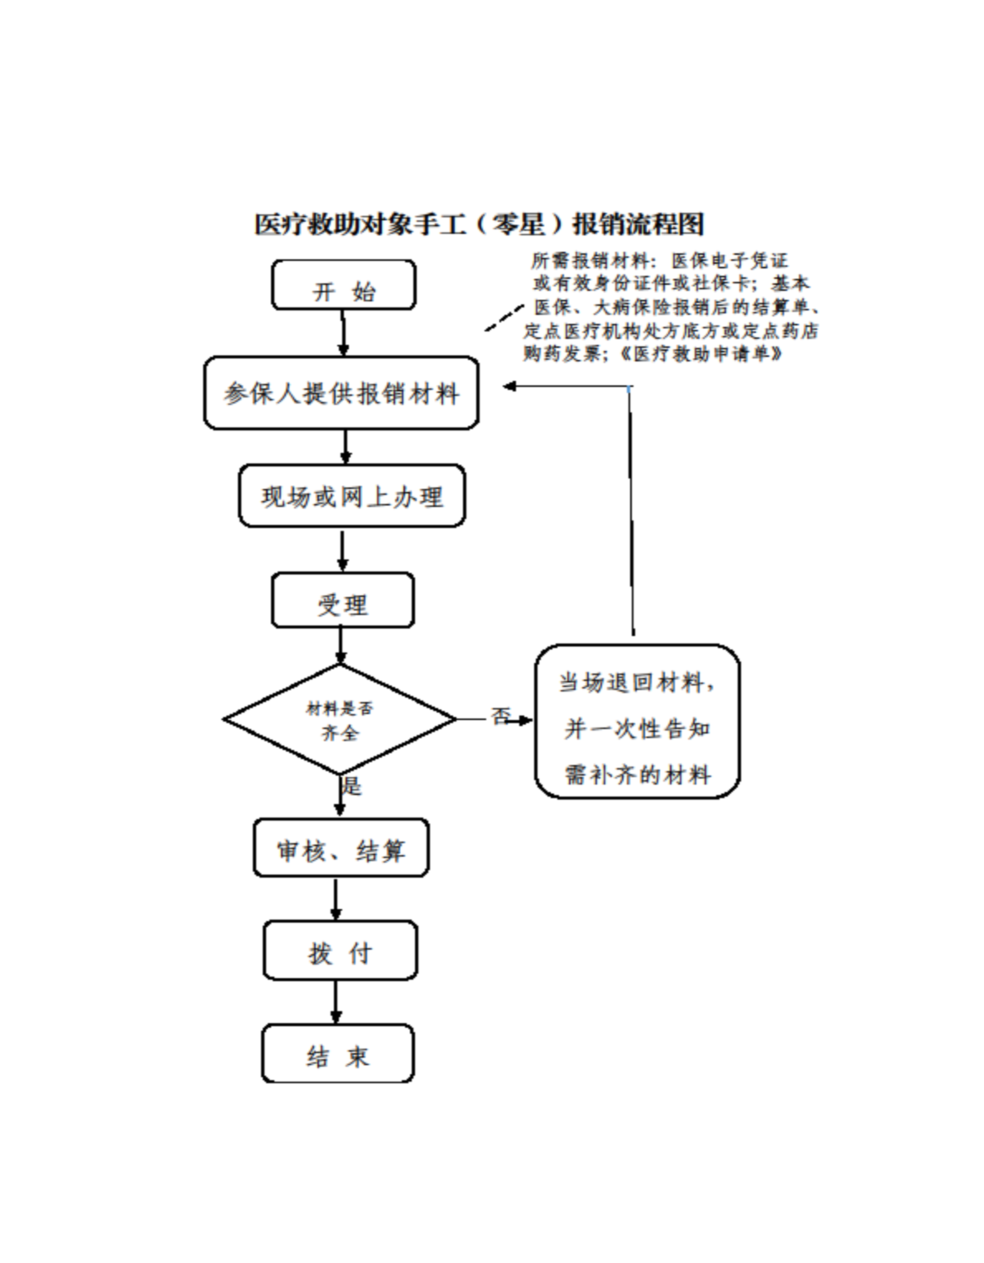 医疗救助对象手工（零星）报销流程图
所需报销材料：医保电子凭证
或有效身份证件或社保卡；基本
医保、大病保险报销后的结算单、
定点医疗机构处方底方或定点药店
购药发票；《医疗救助申请单》
开 始
参保人提供报销材料
现场或网上办理
受理
材料是否
齐全
否
当场退回材料，
并一次性告知
需补齐的材料
是
审核、结算
拨 付
结 束